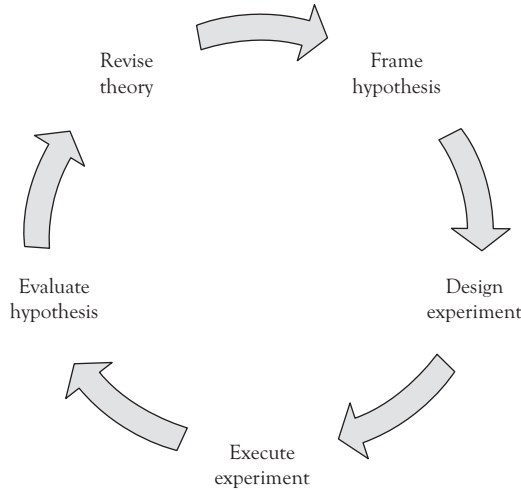 Revise
theory
Frame
hypothesis
Design
experiment
Execute
experiment
Evaluate
hypothesis